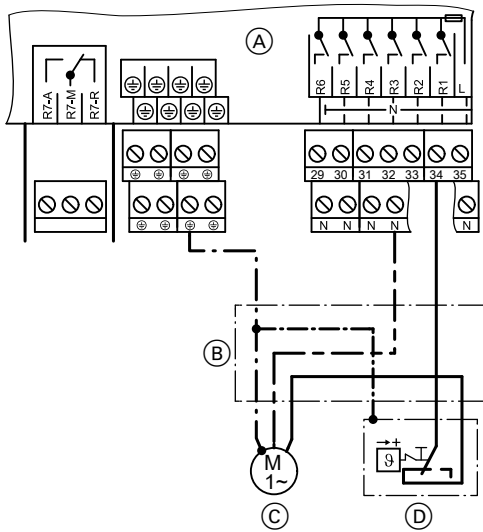 A
R7-A
R7-M
R7-R
R6
R5
R4
R3
R2
R1
L
N
29 30 31 32 33 34 35
N N N N N
B
M
1~
C
ϑ
+
D